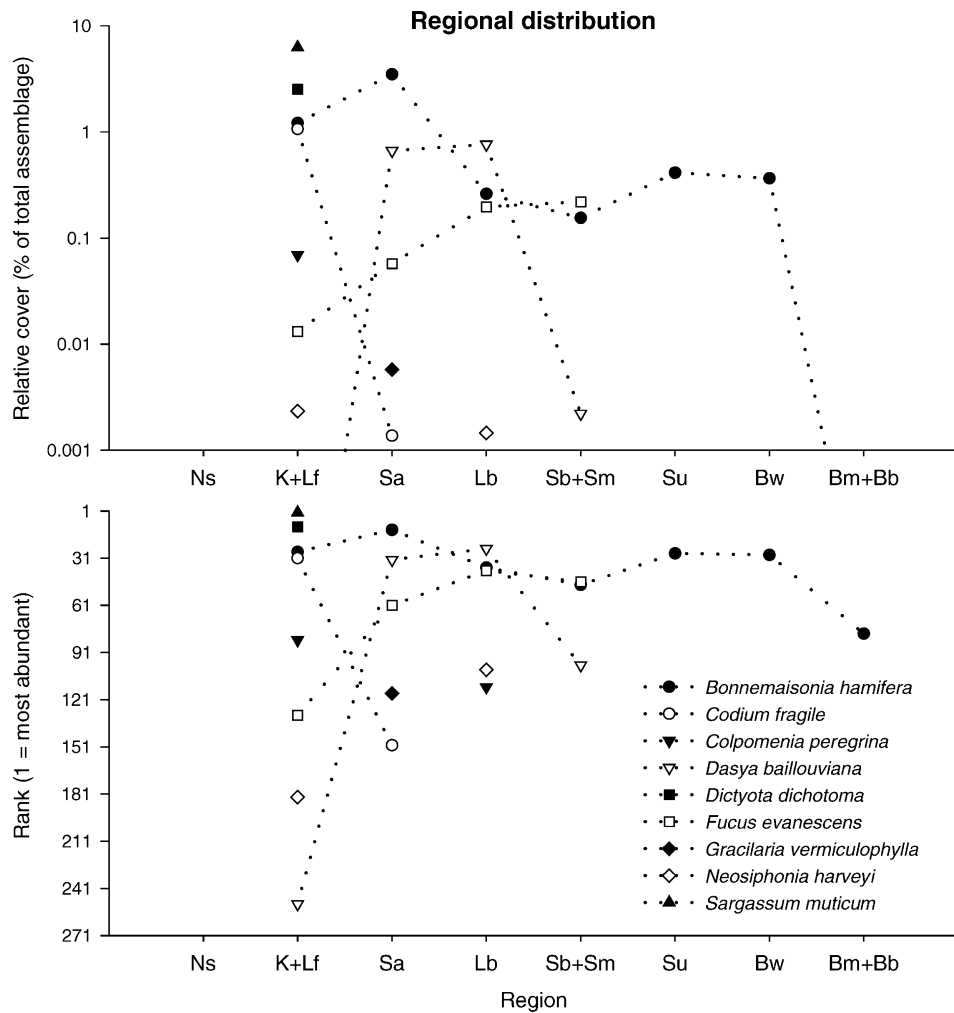 Regional distribution
Relative cover (% of total assemblage)
10
1
0.1
0.01
0.001
Ns K+Lf Sa Lb Sb+Sm Su Bw Bm+Bb
Rank (1 = most abundant)
1
31
61
91
121
151
181
211
241
271
Bonnemaisonia hamifera
Codium fragile
Colpomenia peregrina
Dasya baillouviana
Dictyota dichotoma
Fucus evanescens
Gracilaria vermiculophylla
Neosiphonia harveyi
Sargassum muticum
Ns K+Lf Sa Lb Sb+Sm Su Bw Bm+Bb
Region